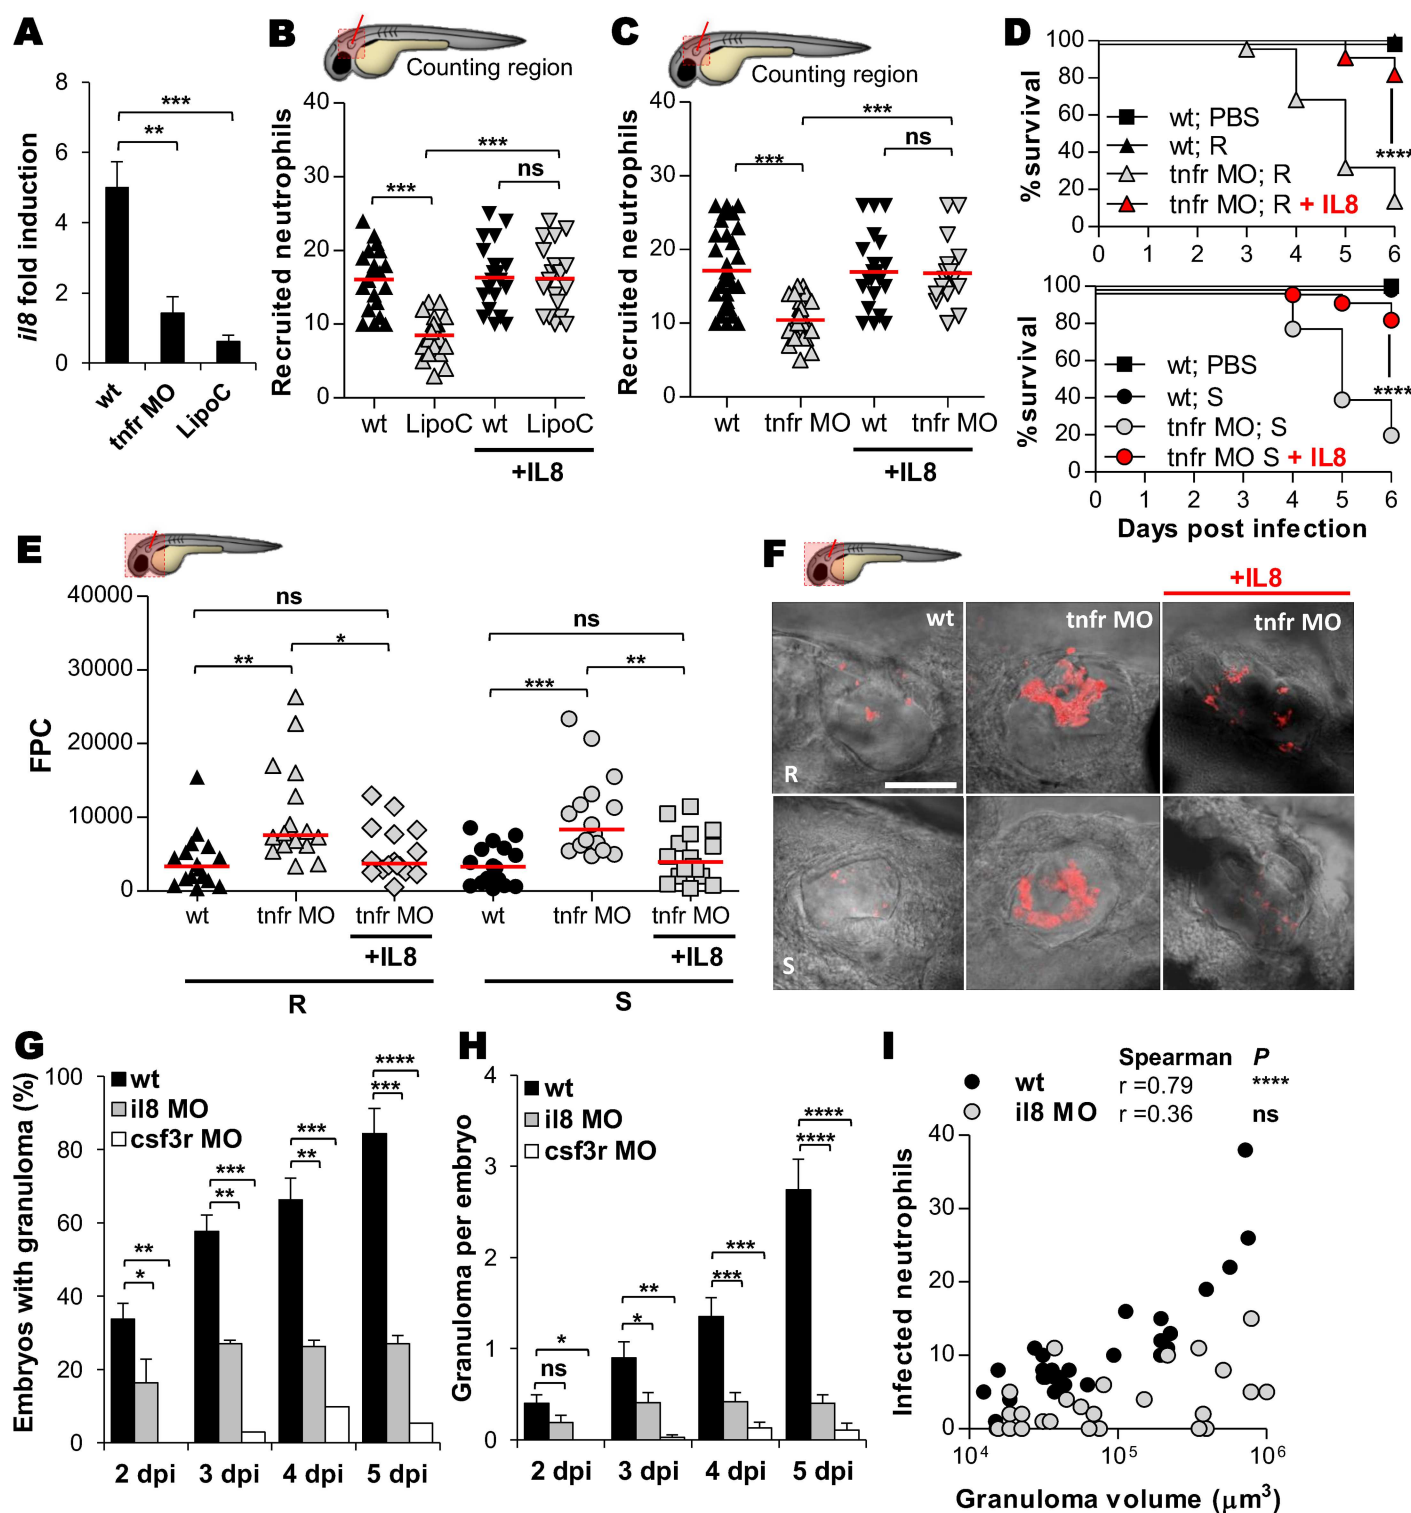 A
il8 fold induction
8
6
4
2
0
***
**
wt
tnfr MO
LipoC
B
Counting region
Recruited neutrophils
40
30
20
10
0
***
***
ns
wt
LipoC
wt
LipoC
+IL8
C
Counting region
Recruited neutrophils
40
30
20
10
0
***
***
ns
wt
tnfr MO
wt
tnfr MO
+IL8
D
%survival
100
80
60
40
20
0
wt; PBS
wt; R
tnfr MO; R
tnfr MO; R + IL8
****
0 1 2 3 4 5 6
%survival
100
80
60
40
20
0
wt; PBS
wt; S
tnfr MO; S
tnfr MO S + IL8
****
0 1 2 3 4 5 6
Days post infection
E
FPC
40000
30000
20000
10000
0
ns
*
**
ns
**
***
wt
tnfr MO
tnfr MO
wt
tnfr MO
tnfr MO
+IL8
+IL8
R
S
F
+IL8
wt
tnfr MO
tnfr MO
R
S
G
Embryos with granuloma (%)
100
80
60
40
20
0
wt
il8 MO
csf3r MO
**
*
***
**
***
**
****
***
2 dpi 3 dpi 4 dpi 5 dpi
H
Granuloma per embryo
4
3
2
1
0
wt
il8 MO
csf3r MO
*
ns
**
*
***
***
****
****
2 dpi 3 dpi 4 dpi 5 dpi
I
Spearman P
wt r =0.79 ****
il8 MO r =0.36 ns
Infected neutrophils
40
30
20
10
0
10⁴ 10⁵ 10⁶
Granuloma volume (μm³)